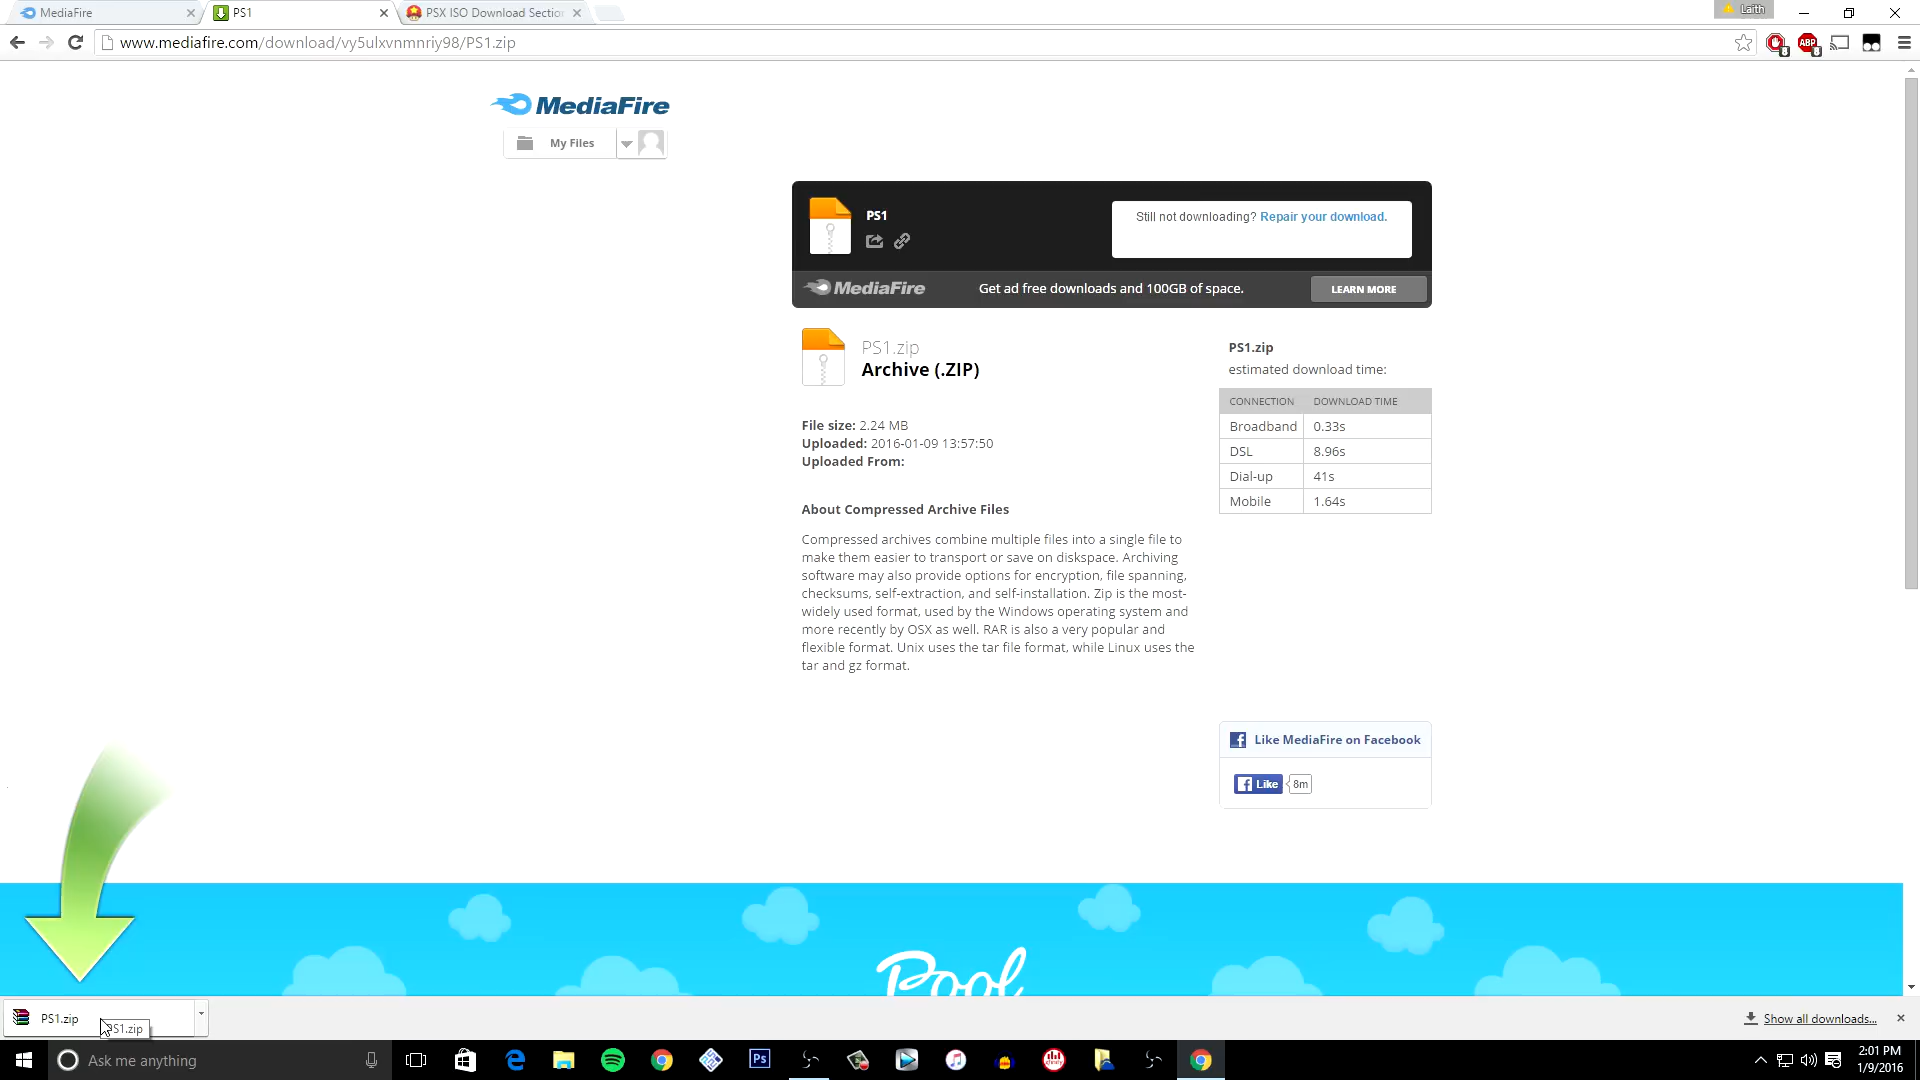 MediaFire
PS1
PSX ISO Download Sectio
Laith
www.mediafire.com/download/vy5ulxvnmnriy98/PS1.zip
ABP
MediaFire
My Files
PS1
Still not downloading? Repair your download.
MediaFire
Get ad free downloads and 100GB of space.
LEARN MORE
PS1.zip
Archive (.ZIP)
File size: 2.24 MB
Uploaded: 2016-01-09 13:57:50
Uploaded From:
About Compressed Archive Files
Compressed archives combine multiple files into a single file to
make them easier to transport or save on diskspace. Archiving
software may also provide options for encryption, file spanning,
checksums, self-extraction, and self-installation. Zip is the most-
widely used format, used by the Windows operating system and
more recently by OSX as well. RAR is also a very popular and
flexible format. Unix uses the tar file format, while Linux uses the
tar and gz format.
PS1.zip
estimated download time:
CONNECTION DOWNLOAD TIME
Broadband 0.33s
DSL 8.96s
Dial-up 41s
Mobile 1.64s
Like MediaFire on Facebook
Like 8m
Pool
PS1.zip
PS1.zip
Show all downloads...
Ask me anything
Ps
xfinity
2:01 PM
1/9/2016